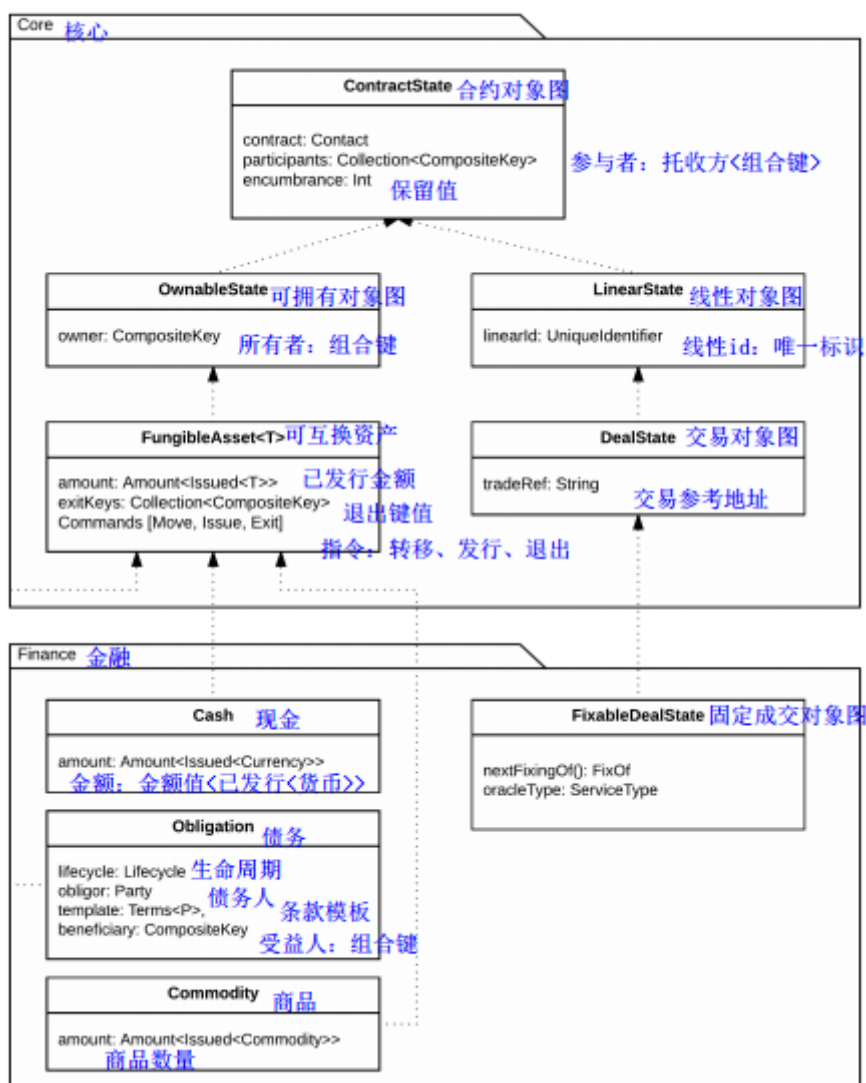 Core 核心
ContractState 合约对象图
contract: Contact
participants: Collection<CompositeKey> 参与者: 托收方<组合键>
encumbrance: Int 保留值
OwnableState 可拥有对象图
owner: CompositeKey 所有者: 组合键
LinearState 线性对象图
linearId: UniqueIdentifier 线性id: 唯一标识
FungibleAsset<T> 可互换资产
amount: Amount<Issued<T>> 已发行金额
exitKeys: Collection<CompositeKey> 退出键值
Commands [Move, Issue, Exit]
指令: 转移、发行、退出
DealState 交易对象图
tradeRef: String 交易参考地址
Finance 金融
Cash 现金
amount: Amount<Issued<Currency>>
金额: 金额值<已发行<货币>>
FixableDealState 固定成交对象图
nextFixingOf(): FixOf
oracleType: ServiceType
Obligation 债务
lifecycle: Lifecycle 生命周期
obligor: Party 债务人
template: Terms<P>, 条款模板
beneficiary: CompositeKey 受益人: 组合键
Commodity 商品
amount: Amount<Issued<Commodity>>
商品数量